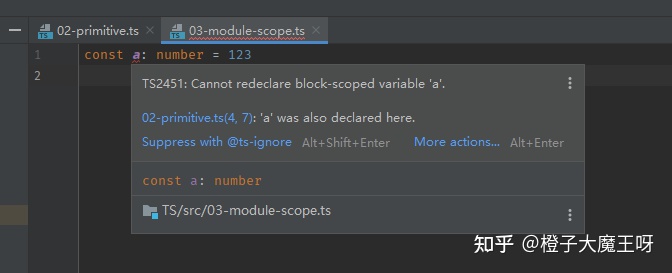 02-primitive.ts × 03-module-scope.ts ×
1 const a: number = 123
2
TS2451: Cannot redeclare block-scoped variable 'a'.
02-primitive.ts(4, 7): 'a' was also declared here.
Suppress with @ts-ignore Alt+Shift+Enter More actions... Alt+Enter
const a: number
TS/src/03-module-scope.ts
知乎 @橙子大魔王呀